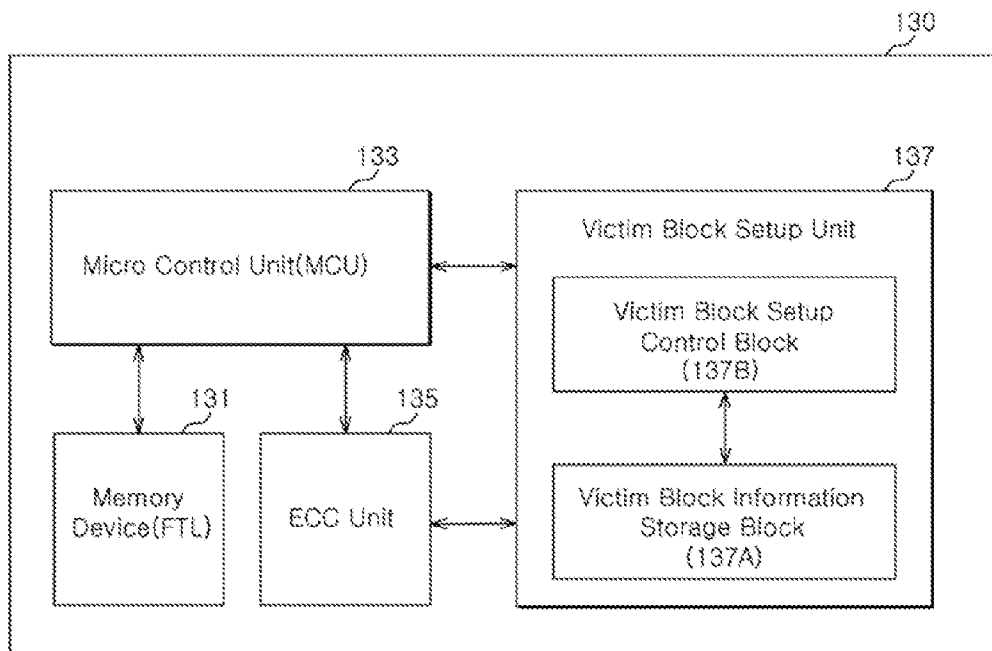 130
133
137
Micro Control Unit(MCU)
Victim Block Setup Unit
Victim Block Setup
Control Block
(137B)
131
135
Memory
Device(FTL)
ECC Unit
Victim Block Information
Storage Block
(137A)